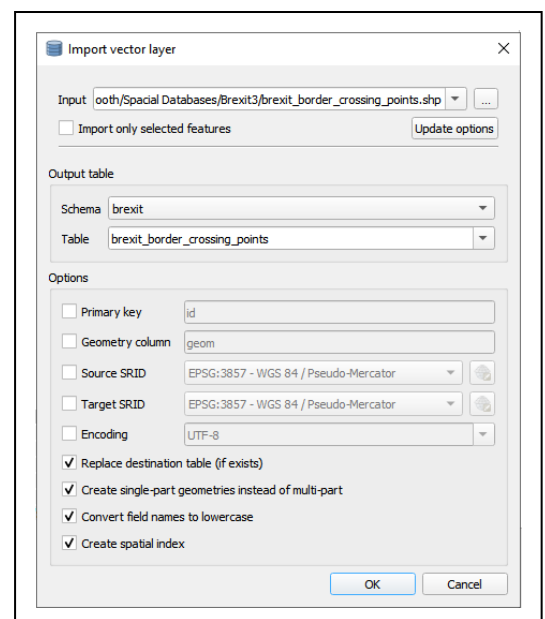 Import vector layer
Input ooth/Spacial Databases/Brexit3/brexit_border_crossing_points.shp ...
Import only selected features Update options
Output table
Schema brexit
Table brexit_border_crossing_points
Options
Primary key id
Geometry column geom
Source SRID EPSG:3857 - WGS 84 / Pseudo-Mercator
Target SRID EPSG:3857 - WGS 84 / Pseudo-Mercator
Encoding UTF-8
Replace destination table (if exists)
Create single-part geometries instead of multi-part
Convert field names to lowercase
Create spatial index
OK Cancel